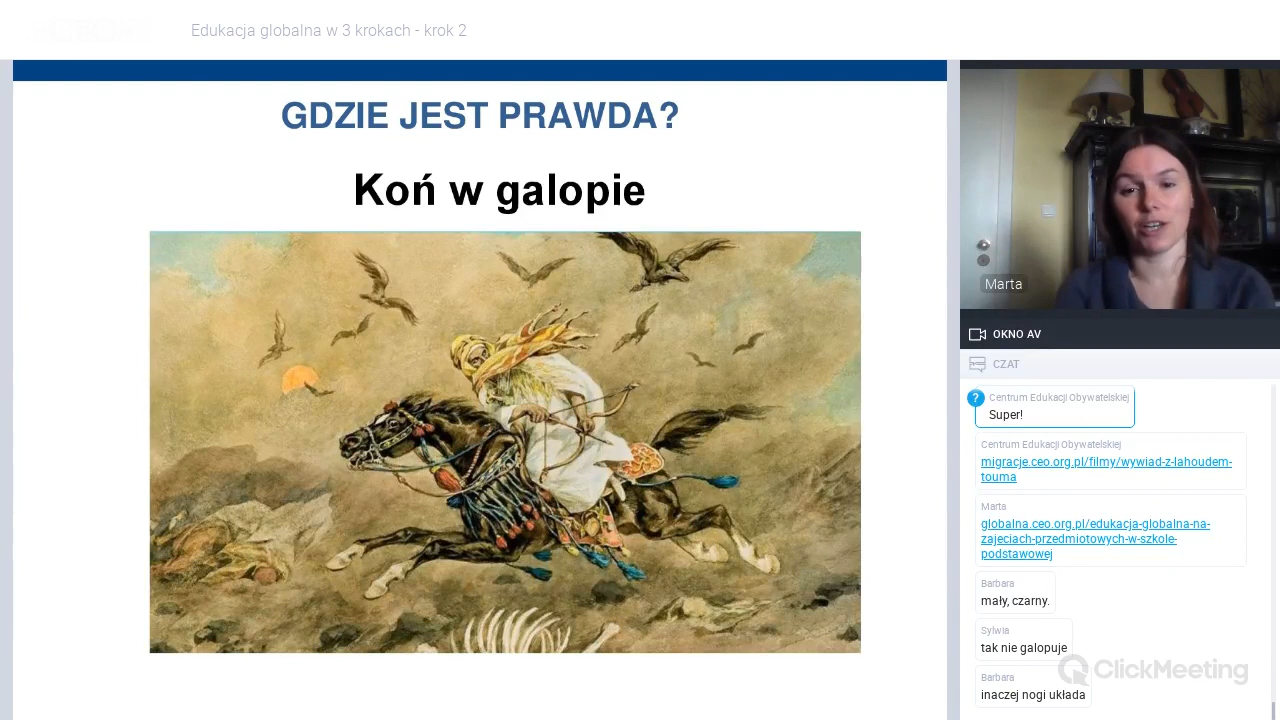 Edukacja globalna w 3 krokach - krok 2
GDZIE JEST PRAWDA?
Koń w galopie
Marta
OKNO AV
CZAT
?
Centrum Edukacji Obywatelskiej
Super!
Centrum Edukacji Obywatelskiej
migracje.ceo.org.pl/filmy/wywiad-z-lahoudem-
touma
Marta
globalna.ceo.org.pl/edukacja-globalna-na-
zajeciach-przedmiotowych-w-szkole-
podstawowej
Barbara
mały, czarny.
Sylwia
tak nie galopuje
Barbara
inaczej nogi układa
ClickMeeting